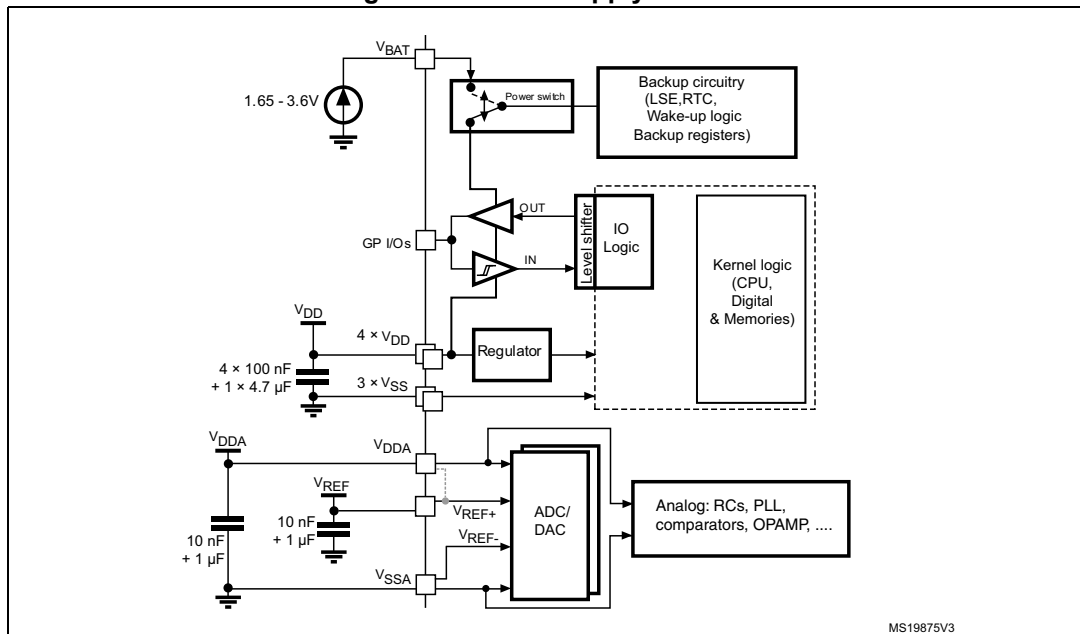 VBAT
1.65 - 3.6V
Power switch
Backup circuitry
(LSE,RTC,
Wake-up logic
Backup registers)
GP I/Os
OUT
IN
Level shifter
IO
Logic
Kernel logic
(CPU,
Digital
& Memories)
VDD
4 × VDD
Regulator
4 × 100 nF
+ 1 × 4.7 µF
3 × VSS
VDDA
VDDA
VREF
10 nF
+ 1 µF
10 nF
+ 1 µF
VREF+
VREF-
ADC/
DAC
Analog: RCs, PLL,
comparators, OPAMP, ....
VSSA
MS19875V3